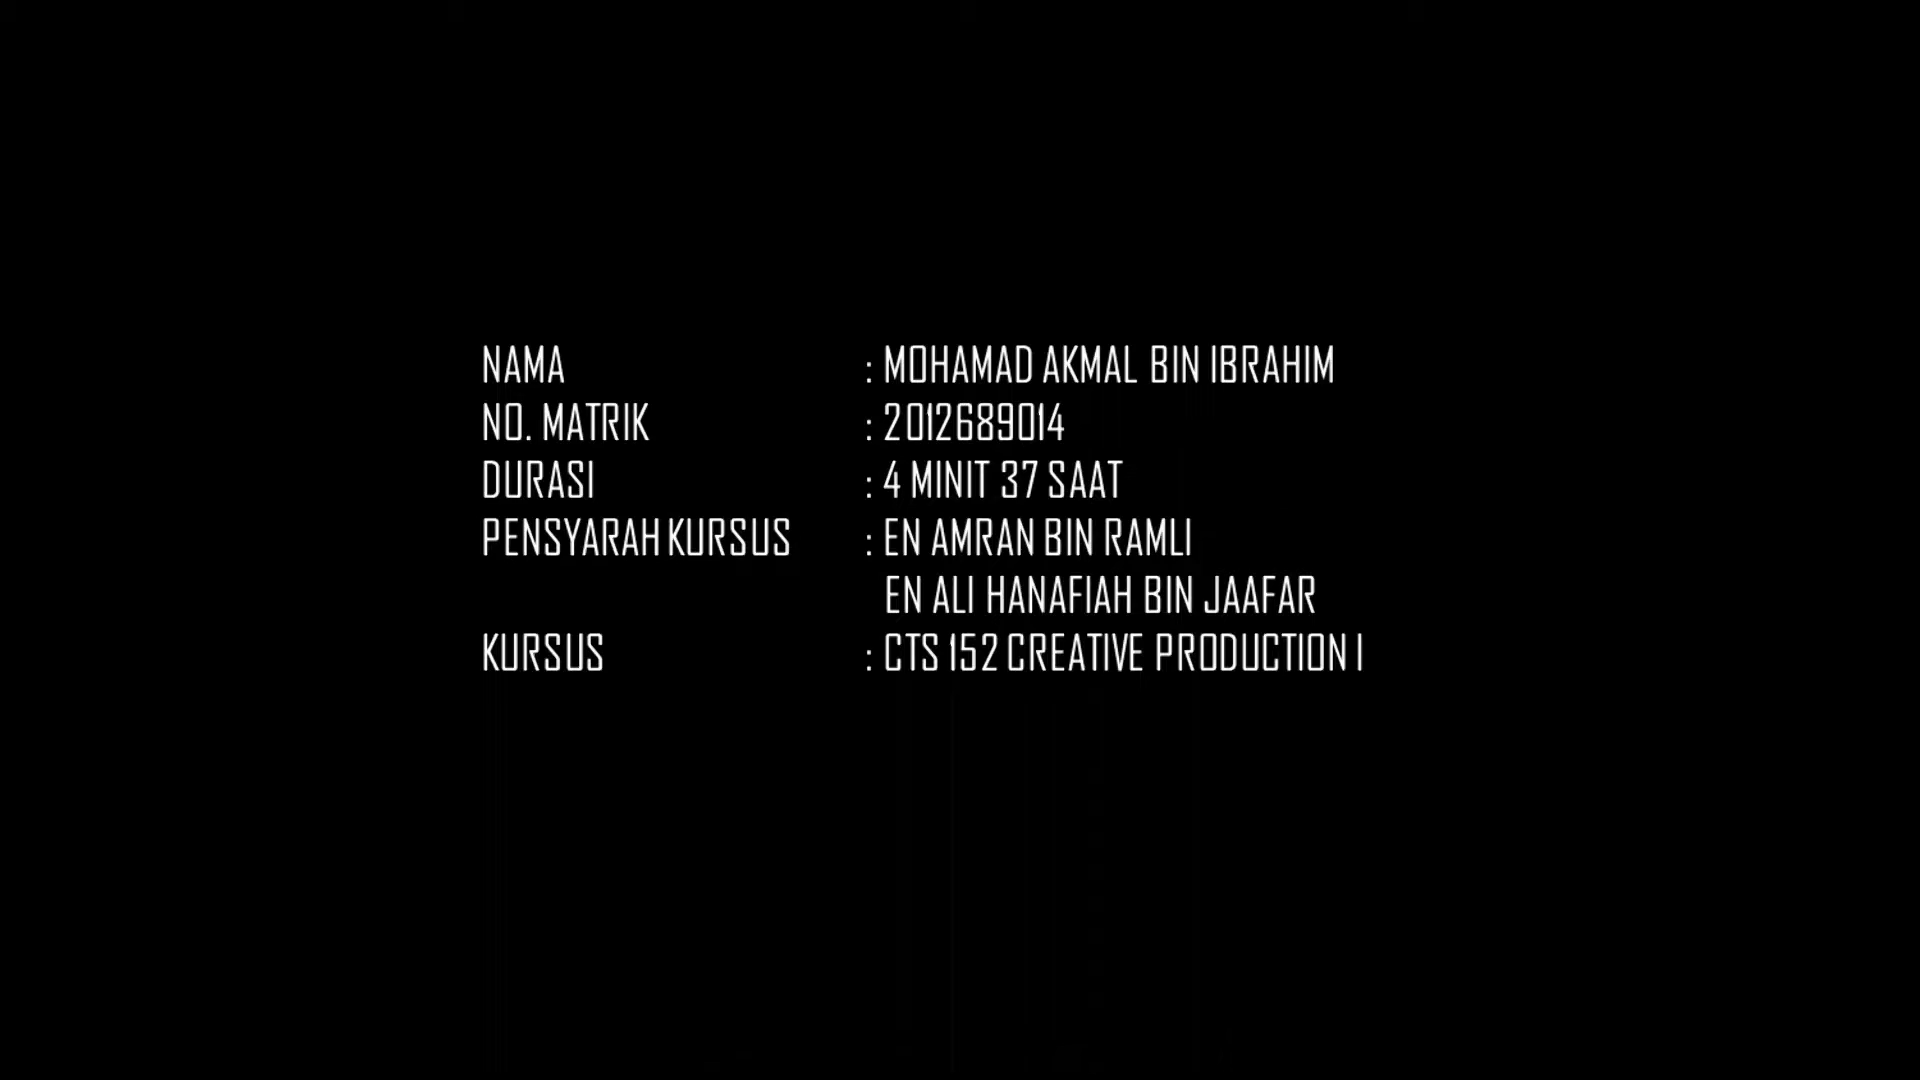 NAMA : MOHAMAD AKMAL BIN IBRAHIM
NO. MATRIK : 2012689014
DURASI : 4 MINIT 37 SAAT
PENSYARAH KURSUS : EN AMRAN BIN RAMLI
EN ALI HANAFIAH BIN JAAFAR
KURSUS : CTS 152 CREATIVE PRODUCTION I